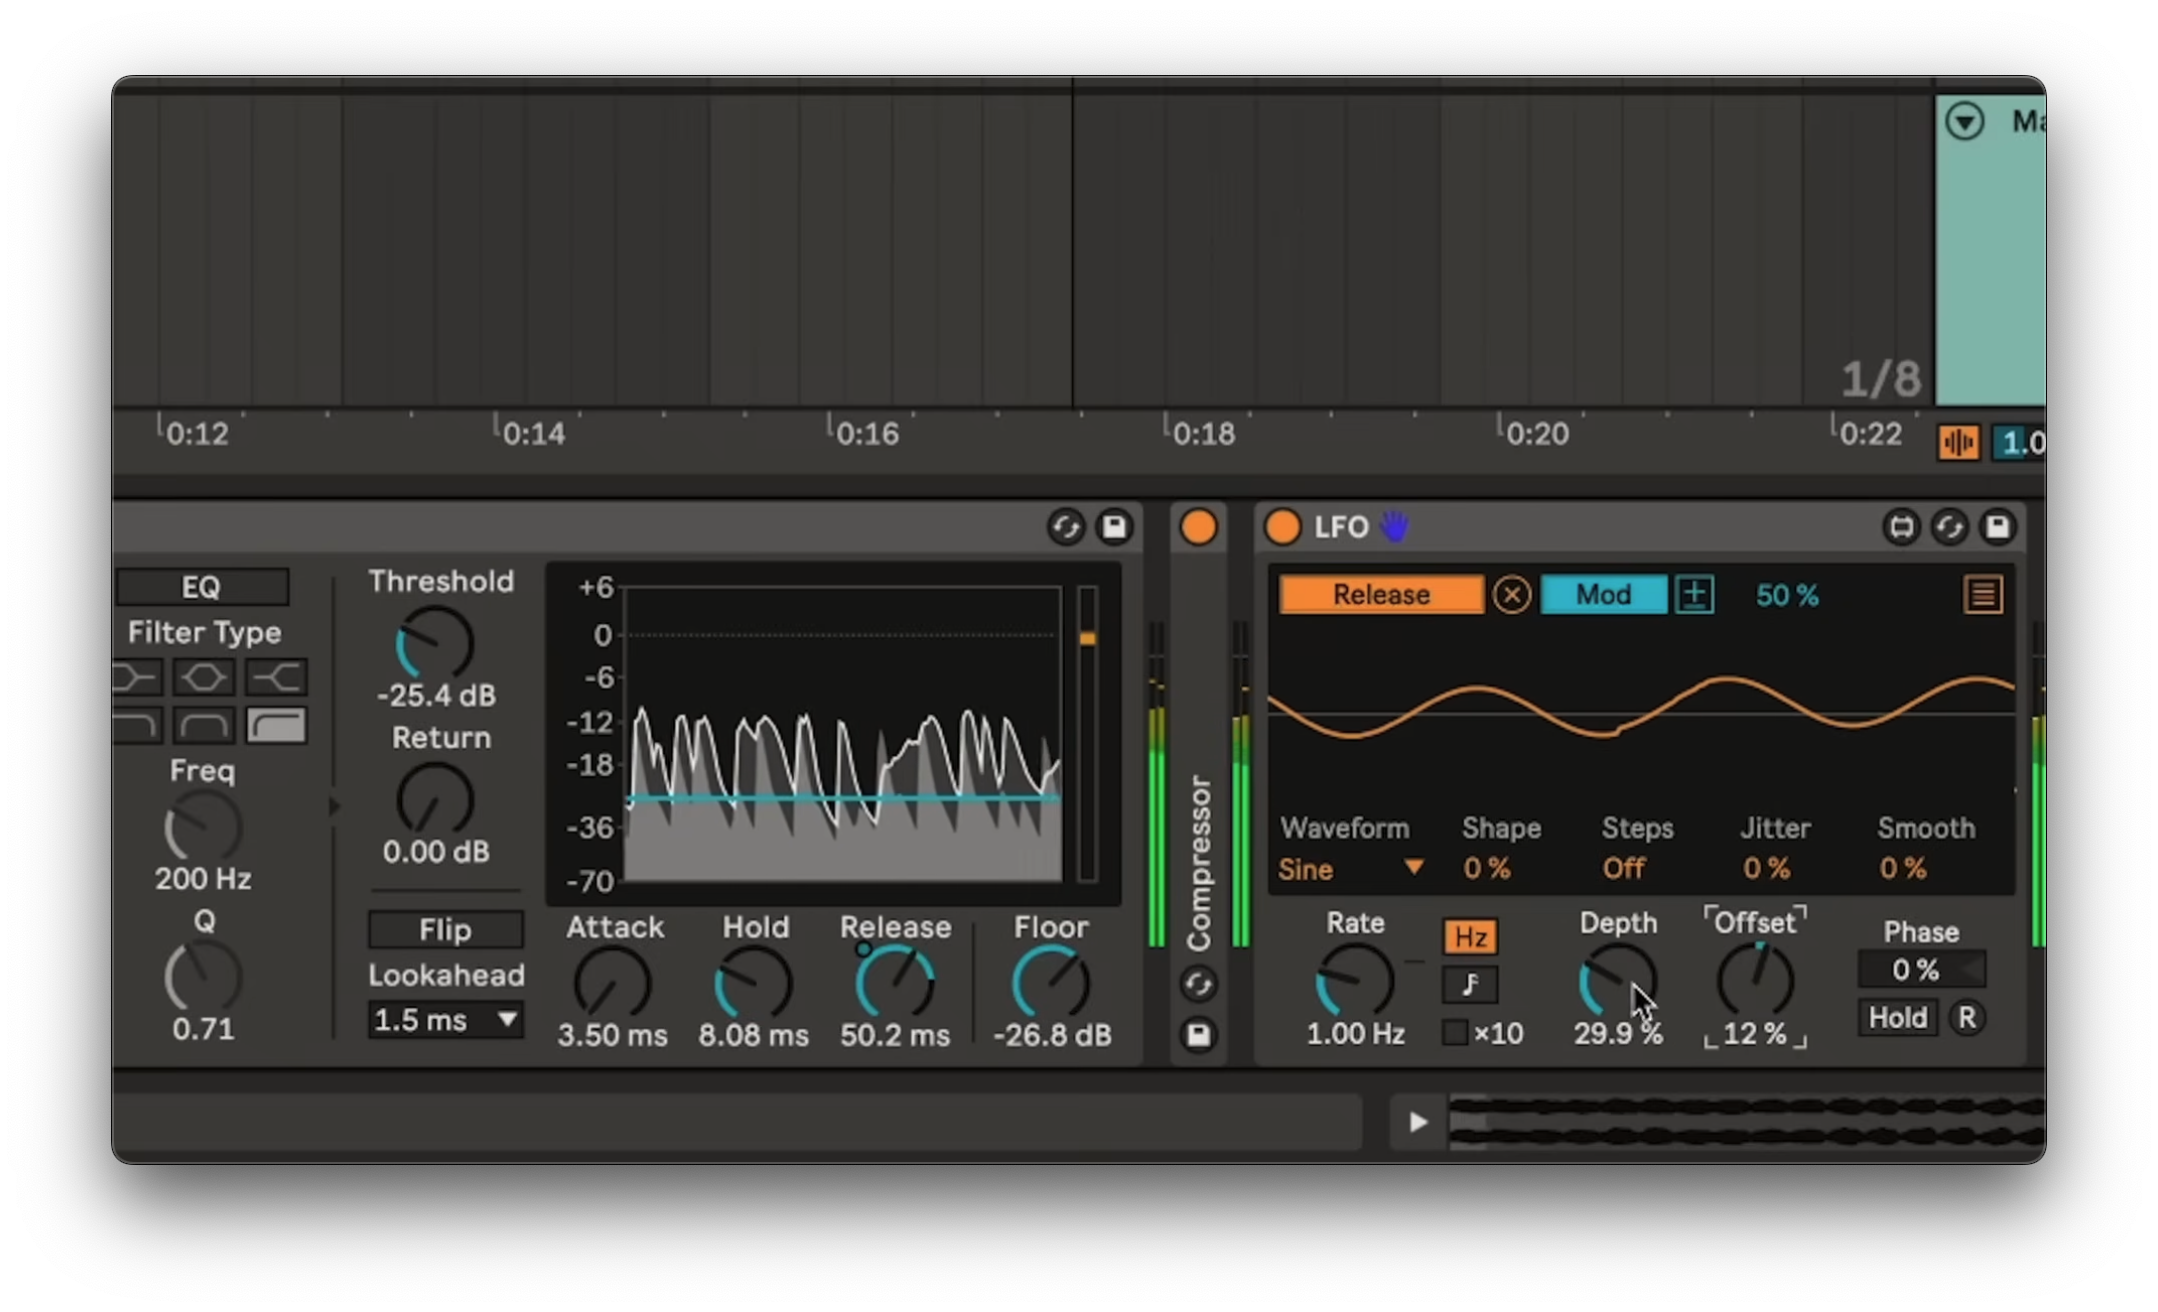 Ma
1/8
0:12 0:14 0:16 0:18 0:20 0:22
1.0
EQ
Filter Type
Freq
200 Hz
Q
0.71
Threshold
-25.4 dB
Return
0.00 dB
Flip
Lookahead
1.5 ms
+6
0
-6
-12
-18
-36
-70
Attack Hold Release Floor
3.50 ms 8.08 ms 50.2 ms -26.8 dB
Compressor
LFO
Release Mod 50 %
Waveform Shape Steps Jitter Smooth
Sine 0 % Off 0 % 0 %
Rate
1.00 Hz
Hz
×10
Depth
29.9 %
Offset
12 %
Phase
0 %
Hold R